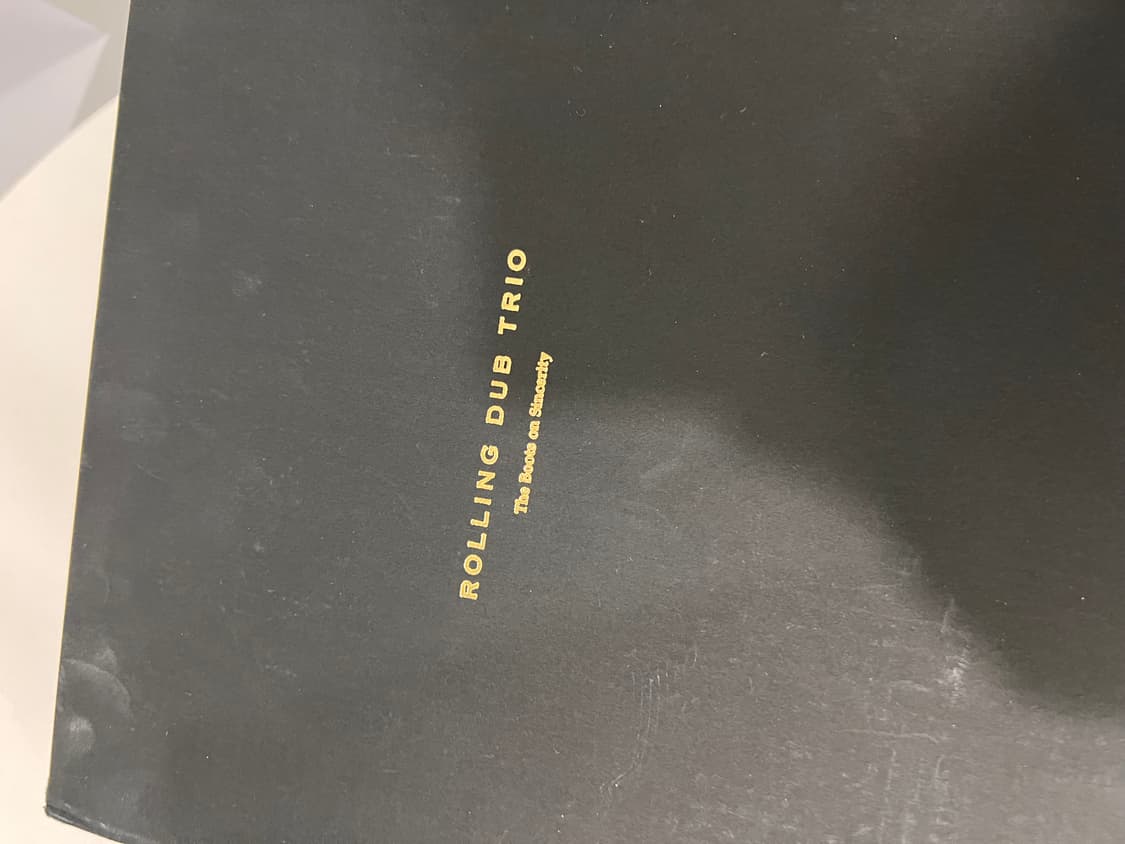 ROLLING DUB TRIO
The Boots on Sincerity